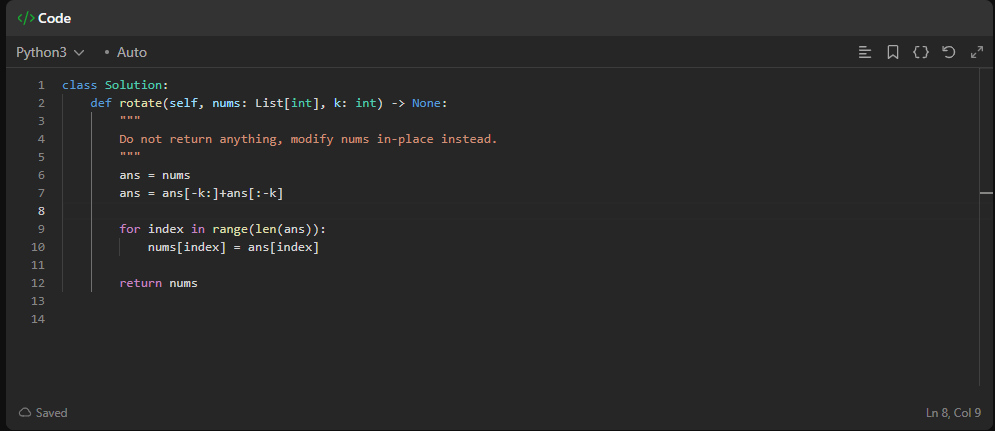 </> Code
Python3 • Auto
1 class Solution:
2     def rotate(self, nums: List[int], k: int) -> None:
3         """
4         Do not return anything, modify nums in-place instead.
5         """
6         ans = nums
7         ans = ans[-k:]+ans[:-k]
8
9         for index in range(len(ans)):
10             nums[index] = ans[index]
11
12         return nums
13
14
Saved Ln 8, Col 9